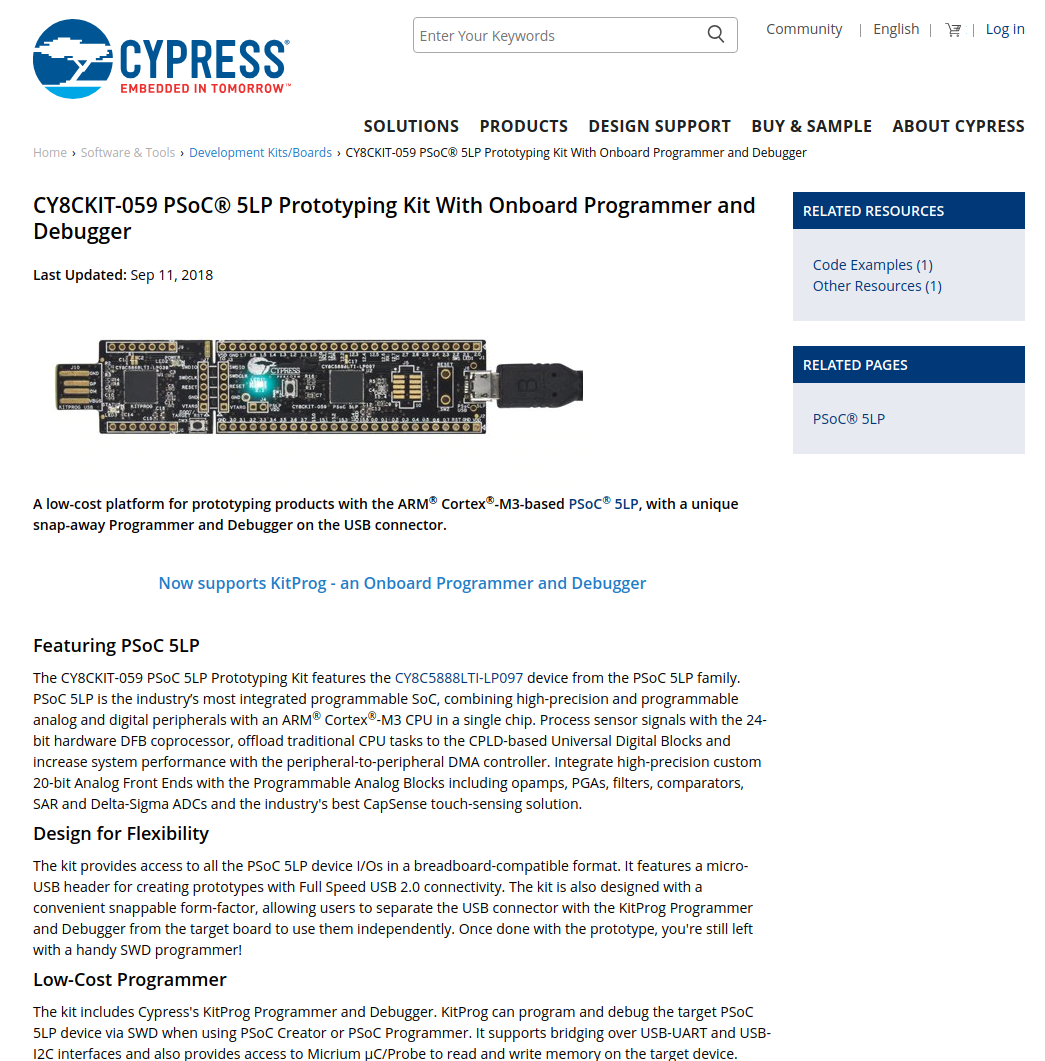 CYPRESS®
EMBEDDED IN TOMORROW™
Enter Your Keywords
Community | English | | Log in
SOLUTIONS PRODUCTS DESIGN SUPPORT BUY & SAMPLE ABOUT CYPRESS
Home › Software & Tools › Development Kits/Boards › CY8CKIT-059 PSoC® 5LP Prototyping Kit With Onboard Programmer and Debugger
CY8CKIT-059 PSoC® 5LP Prototyping Kit With Onboard Programmer and
Debugger
Last Updated: Sep 11, 2018
RELATED RESOURCES
Code Examples (1)
Other Resources (1)
RELATED PAGES
PSoC® 5LP
CYPRESS
RESET
KITPROG
CY8CKIT-059
PSoC 5LP
KITPROG USB
A low-cost platform for prototyping products with the ARM® Cortex®-M3-based PSoC® 5LP, with a unique
snap-away Programmer and Debugger on the USB connector.
Now supports KitProg - an Onboard Programmer and Debugger
Featuring PSoC 5LP
The CY8CKIT-059 PSoC 5LP Prototyping Kit features the CY8C5888LTI-LP097 device from the PSoC 5LP family.
PSoC 5LP is the industry's most integrated programmable SoC, combining high-precision and programmable
analog and digital peripherals with an ARM® Cortex®-M3 CPU in a single chip. Process sensor signals with the 24-
bit hardware DFB coprocessor, offload traditional CPU tasks to the CPLD-based Universal Digital Blocks and
increase system performance with the peripheral-to-peripheral DMA controller. Integrate high-precision custom
20-bit Analog Front Ends with the Programmable Analog Blocks including opamps, PGAs, filters, comparators,
SAR and Delta-Sigma ADCs and the industry's best CapSense touch-sensing solution.
Design for Flexibility
The kit provides access to all the PSoC 5LP device I/Os in a breadboard-compatible format. It features a micro-
USB header for creating prototypes with Full Speed USB 2.0 connectivity. The kit is also designed with a
convenient snappable form-factor, allowing users to separate the USB connector with the KitProg Programmer
and Debugger from the target board to use them independently. Once done with the prototype, you're still left
with a handy SWD programmer!
Low-Cost Programmer
The kit includes Cypress's KitProg Programmer and Debugger. KitProg can program and debug the target PSoC
5LP device via SWD when using PSoC Creator or PSoC Programmer. It supports bridging over USB-UART and USB-
I2C interfaces and also provides access to Micrium µC/Probe to read and write memory on the target device.